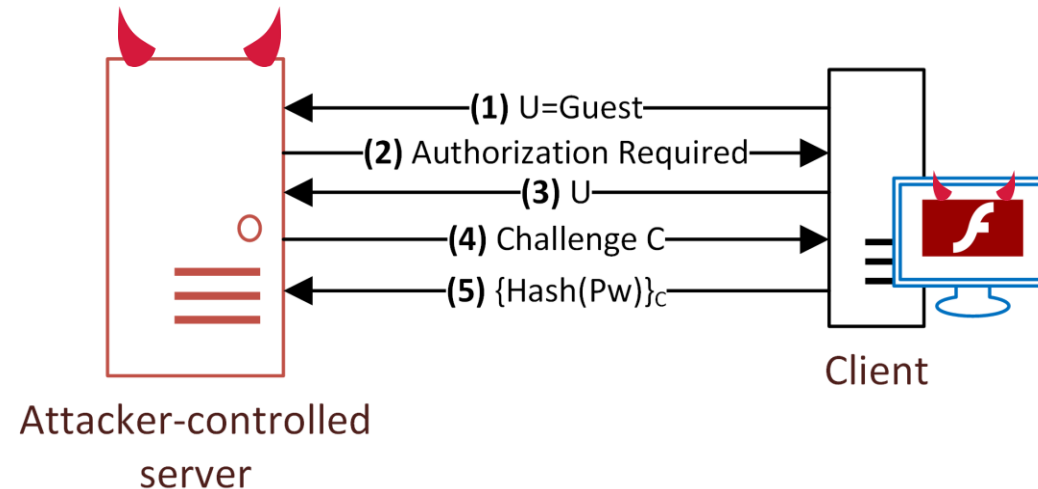 (1) U=Guest
(2) Authorization Required
(3) U
(4) Challenge C
(5) {Hash(Pw)}C
Client
Attacker-controlled
server